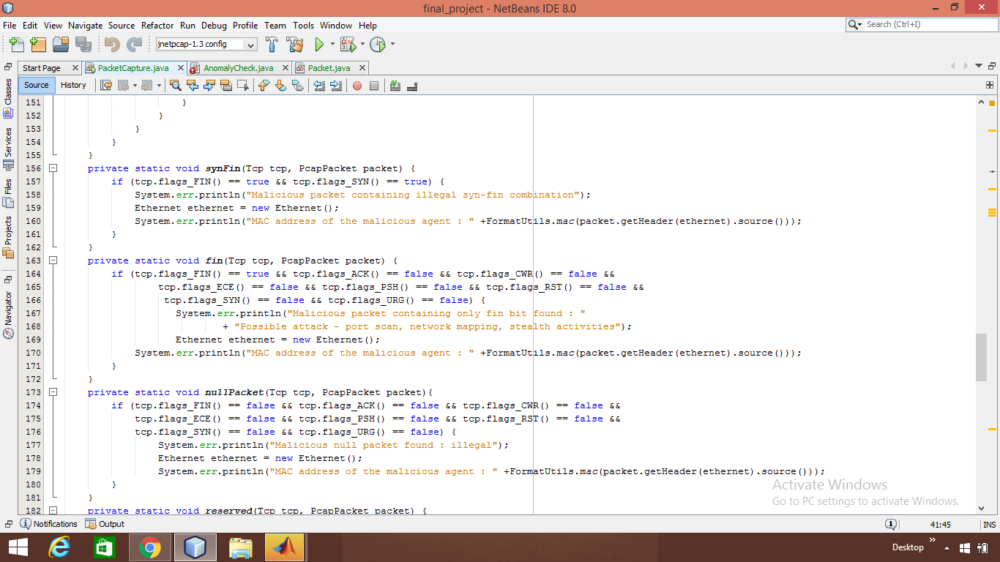 final_project - NetBeans IDE 8.0
File Edit View Navigate Source Refactor Run Debug Profile Team Tools Window Help
Search (Ctrl+I)
jnetpcap-1.3 config
Start Page PacketCapture.java AnomalyCheck.java Packet.java
Source History
Classes
Services
Files
Projects
Navigator
151 }
152 }
153 }
154 }
155 }
156 private static void synFin(Tcp tcp, PcapPacket packet) {
157 if (tcp.flags_FIN() == true && tcp.flags_SYN() == true) {
158 System.err.println("Malicious packet containing illegal syn-fin combination");
159 Ethernet ethernet = new Ethernet();
160 System.err.println("MAC address of the malicious agent : " +FormatUtils.mac(packet.getHeader(ethernet).source()));
161 }
162 }
163 private static void fin(Tcp tcp, PcapPacket packet) {
164 if (tcp.flags_FIN() == true && tcp.flags_ACK() == false && tcp.flags_CWR() == false &&
165 tcp.flags_ECE() == false && tcp.flags_PSH() == false && tcp.flags_RST() == false &&
166 tcp.flags_SYN() == false && tcp.flags_URG() == false) {
167 System.err.println("Malicious packet containing only fin bit found : "
168 + "Possible attack - port scan, network mapping, stealth activities");
169 Ethernet ethernet = new Ethernet();
170 System.err.println("MAC address of the malicious agent : " +FormatUtils.mac(packet.getHeader(ethernet).source()));
171 }
172 }
173 private static void nullPacket(Tcp tcp, PcapPacket packet){
174 if (tcp.flags_FIN() == false && tcp.flags_ACK() == false && tcp.flags_CWR() == false &&
175 tcp.flags_ECE() == false && tcp.flags_PSH() == false && tcp.flags_RST() == false &&
176 tcp.flags_SYN() == false && tcp.flags_URG() == false) {
177 System.err.println("Malicious null packet found : illegal");
178 Ethernet ethernet = new Ethernet();
179 System.err.println("MAC address of the malicious agent : " +FormatUtils.mac(packet.getHeader(ethernet).source()));
180 }
181 }
182 private static void reserved(Tcp tcp, PcapPacket packet) {
Activate Windows
Go to PC settings to activate Windows.
Notifications Output
1
41:45 INS
Desktop